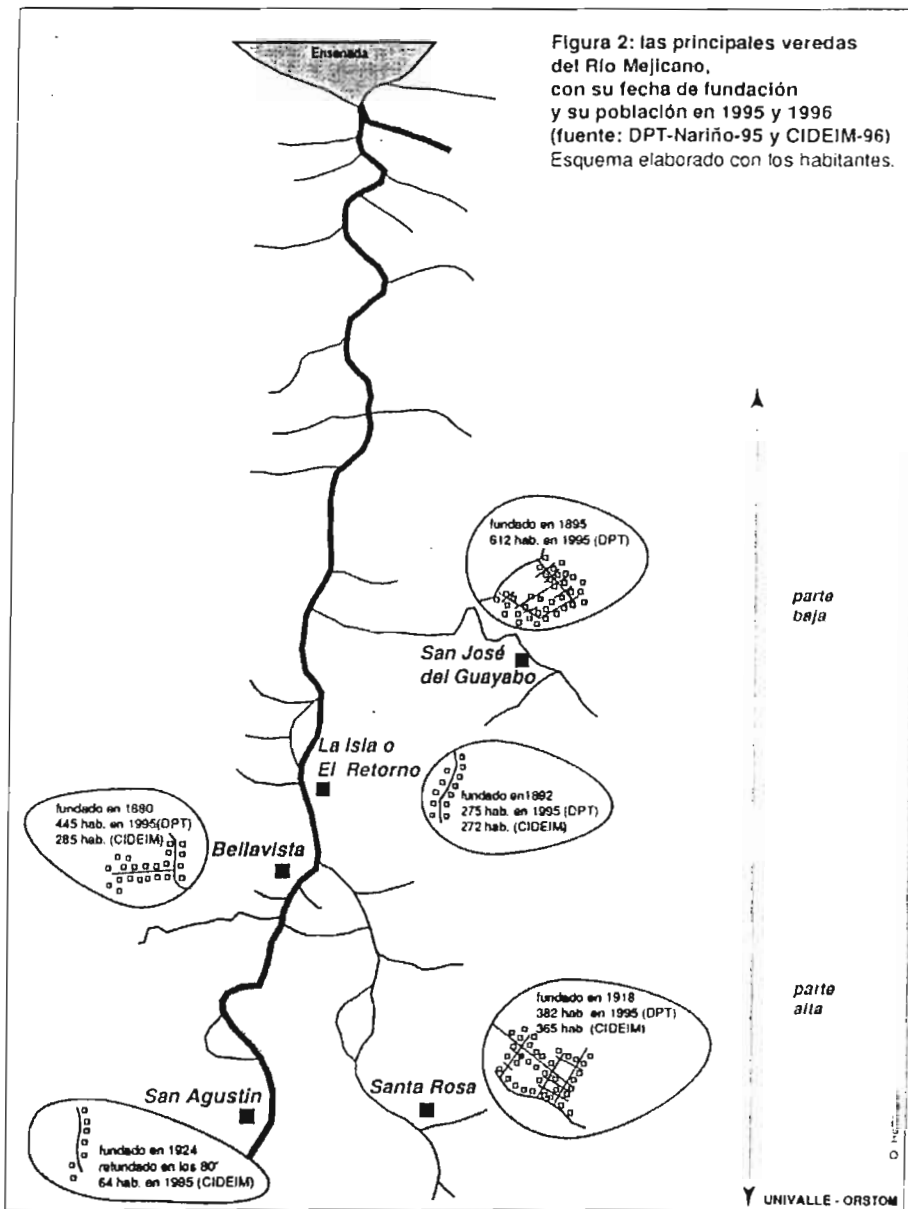 Ensenada
Figura 2: las principales veredas
del Río Mejicano,
con su fecha de fundación
y su población en 1995 y 1996
(fuente: DPT-Nariño-95 y CIDEIM-96)
Esquema elaborado con los habitantes.
fundado en 1895
612 hab. en 1995 (DPT)
parte
baja
San José
del Guayabo
La Isla o
El Retorno
fundado en 1892
275 hab. en 1995 (DPT)
272 hab. (CIDEIM)
fundado en 1880
445 hab. en 1995(DPT)
285 hab. (CIDEIM)
Bellavista
parte
alta
fundado en 1918
382 hab. en 1995 (DPT)
365 hab. (CIDEIM)
San Agustín
Santa Rosa
fundado en 1924
refundado en los 80'
64 hab. en 1995 (CIDEIM)
UNIVALLE - ORSTOM